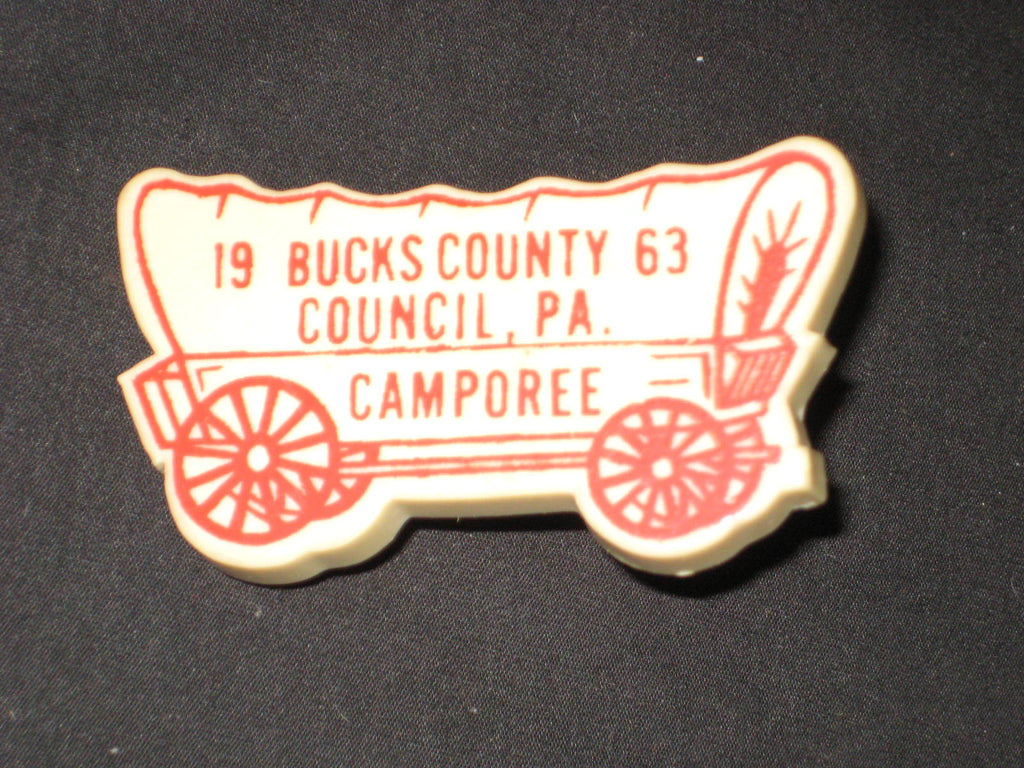 19 BUCKS COUNTY 63
COUNCIL, PA.
CAMPOREE